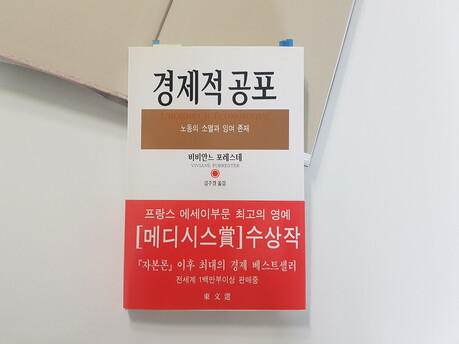 경제적 공포
L'HORREUR ÉCONOMIQUE
노동의 소멸과 잉여 존재
비비안느 포레스테
VIVIANE FORRESTER
김주경 옮김
프랑스 에세이부문 최고의 영예
[메디시스賞]수상작
『자본론』 이후 최대의 경제 베스트셀러
전세계 1백만부이상 판매중
東文選